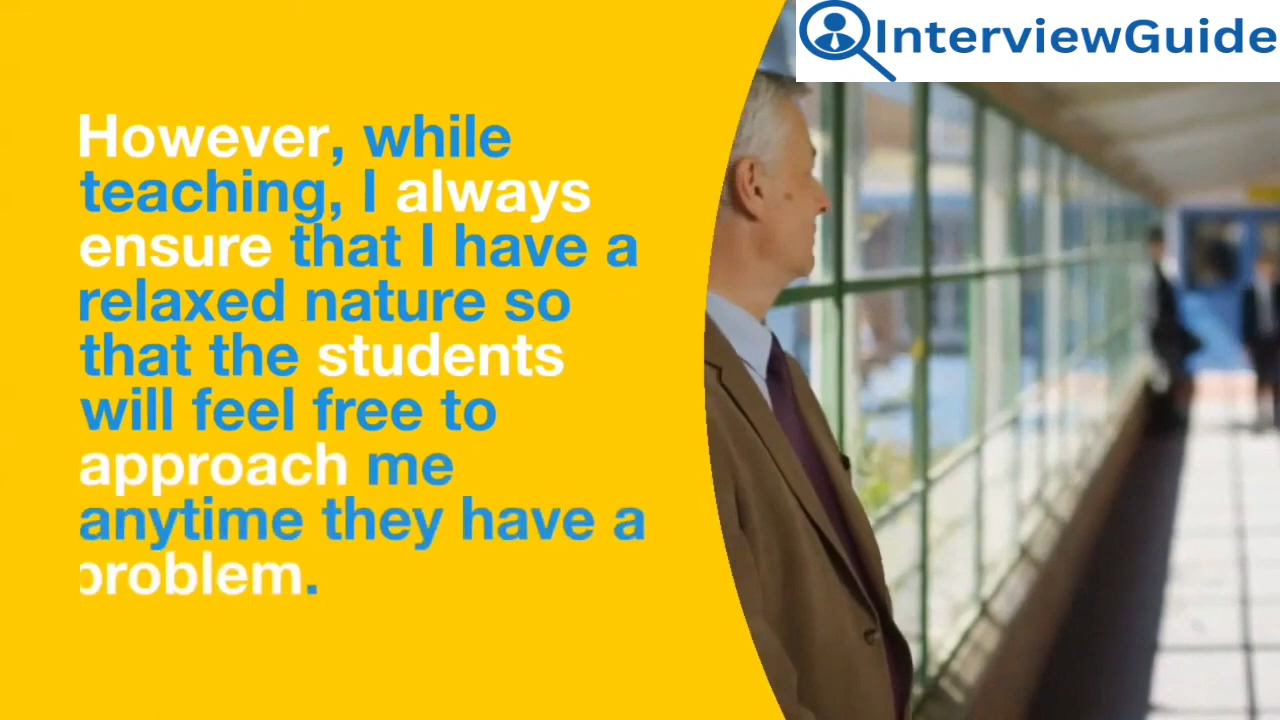 InterviewGuide
However, while
teaching, I always
ensure that I have a
relaxed nature so
that the students
will feel free to
approach me
anytime they have a
problem.